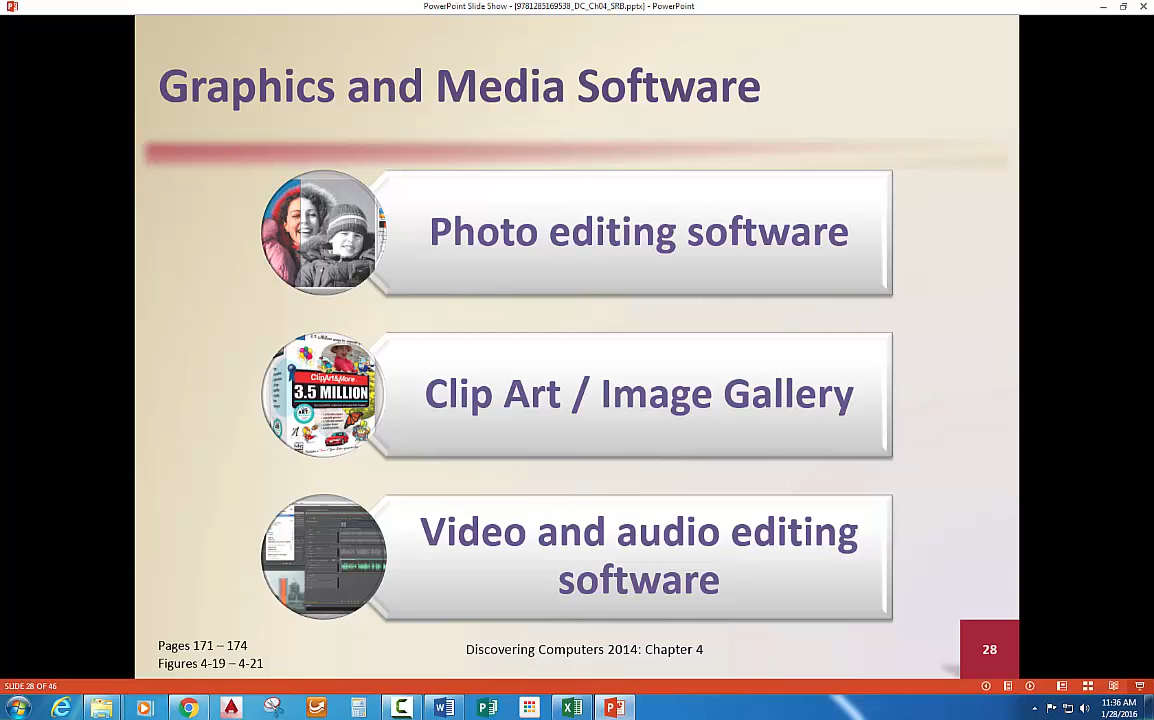 PowerPoint Slide Show - [9781285169538_DC_Ch04_SRB.pptx] - PowerPoint
Graphics and Media Software
Photo editing software
ClipArt&More
3.5 MILLION
Clip Art / Image Gallery
Video and audio editing
software
Pages 171 – 174
Figures 4-19 – 4-21
Discovering Computers 2014: Chapter 4
28
SLIDE 28 OF 46
11:36 AM
1/28/2016